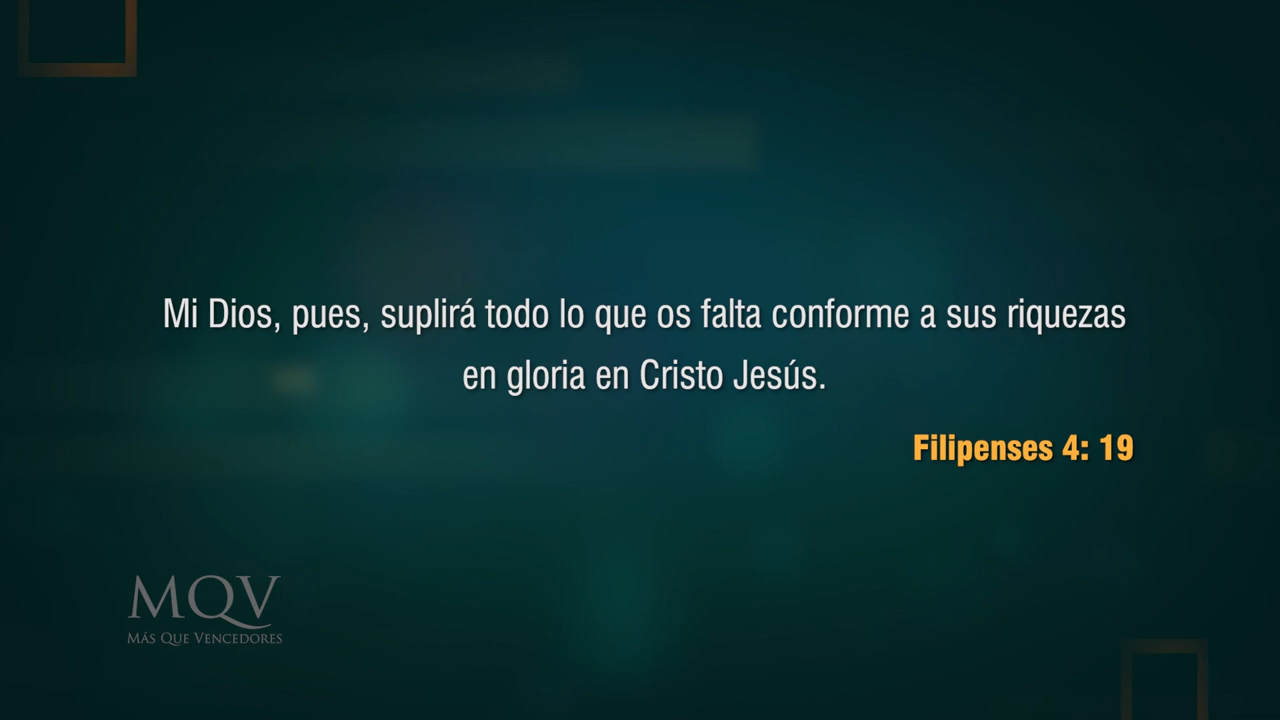 Mi Dios, pues, suplirá todo lo que os falta conforme a sus riquezas
en gloria en Cristo Jesús.
Filipenses 4: 19
MQV
MÁS QUE VENCEDORES